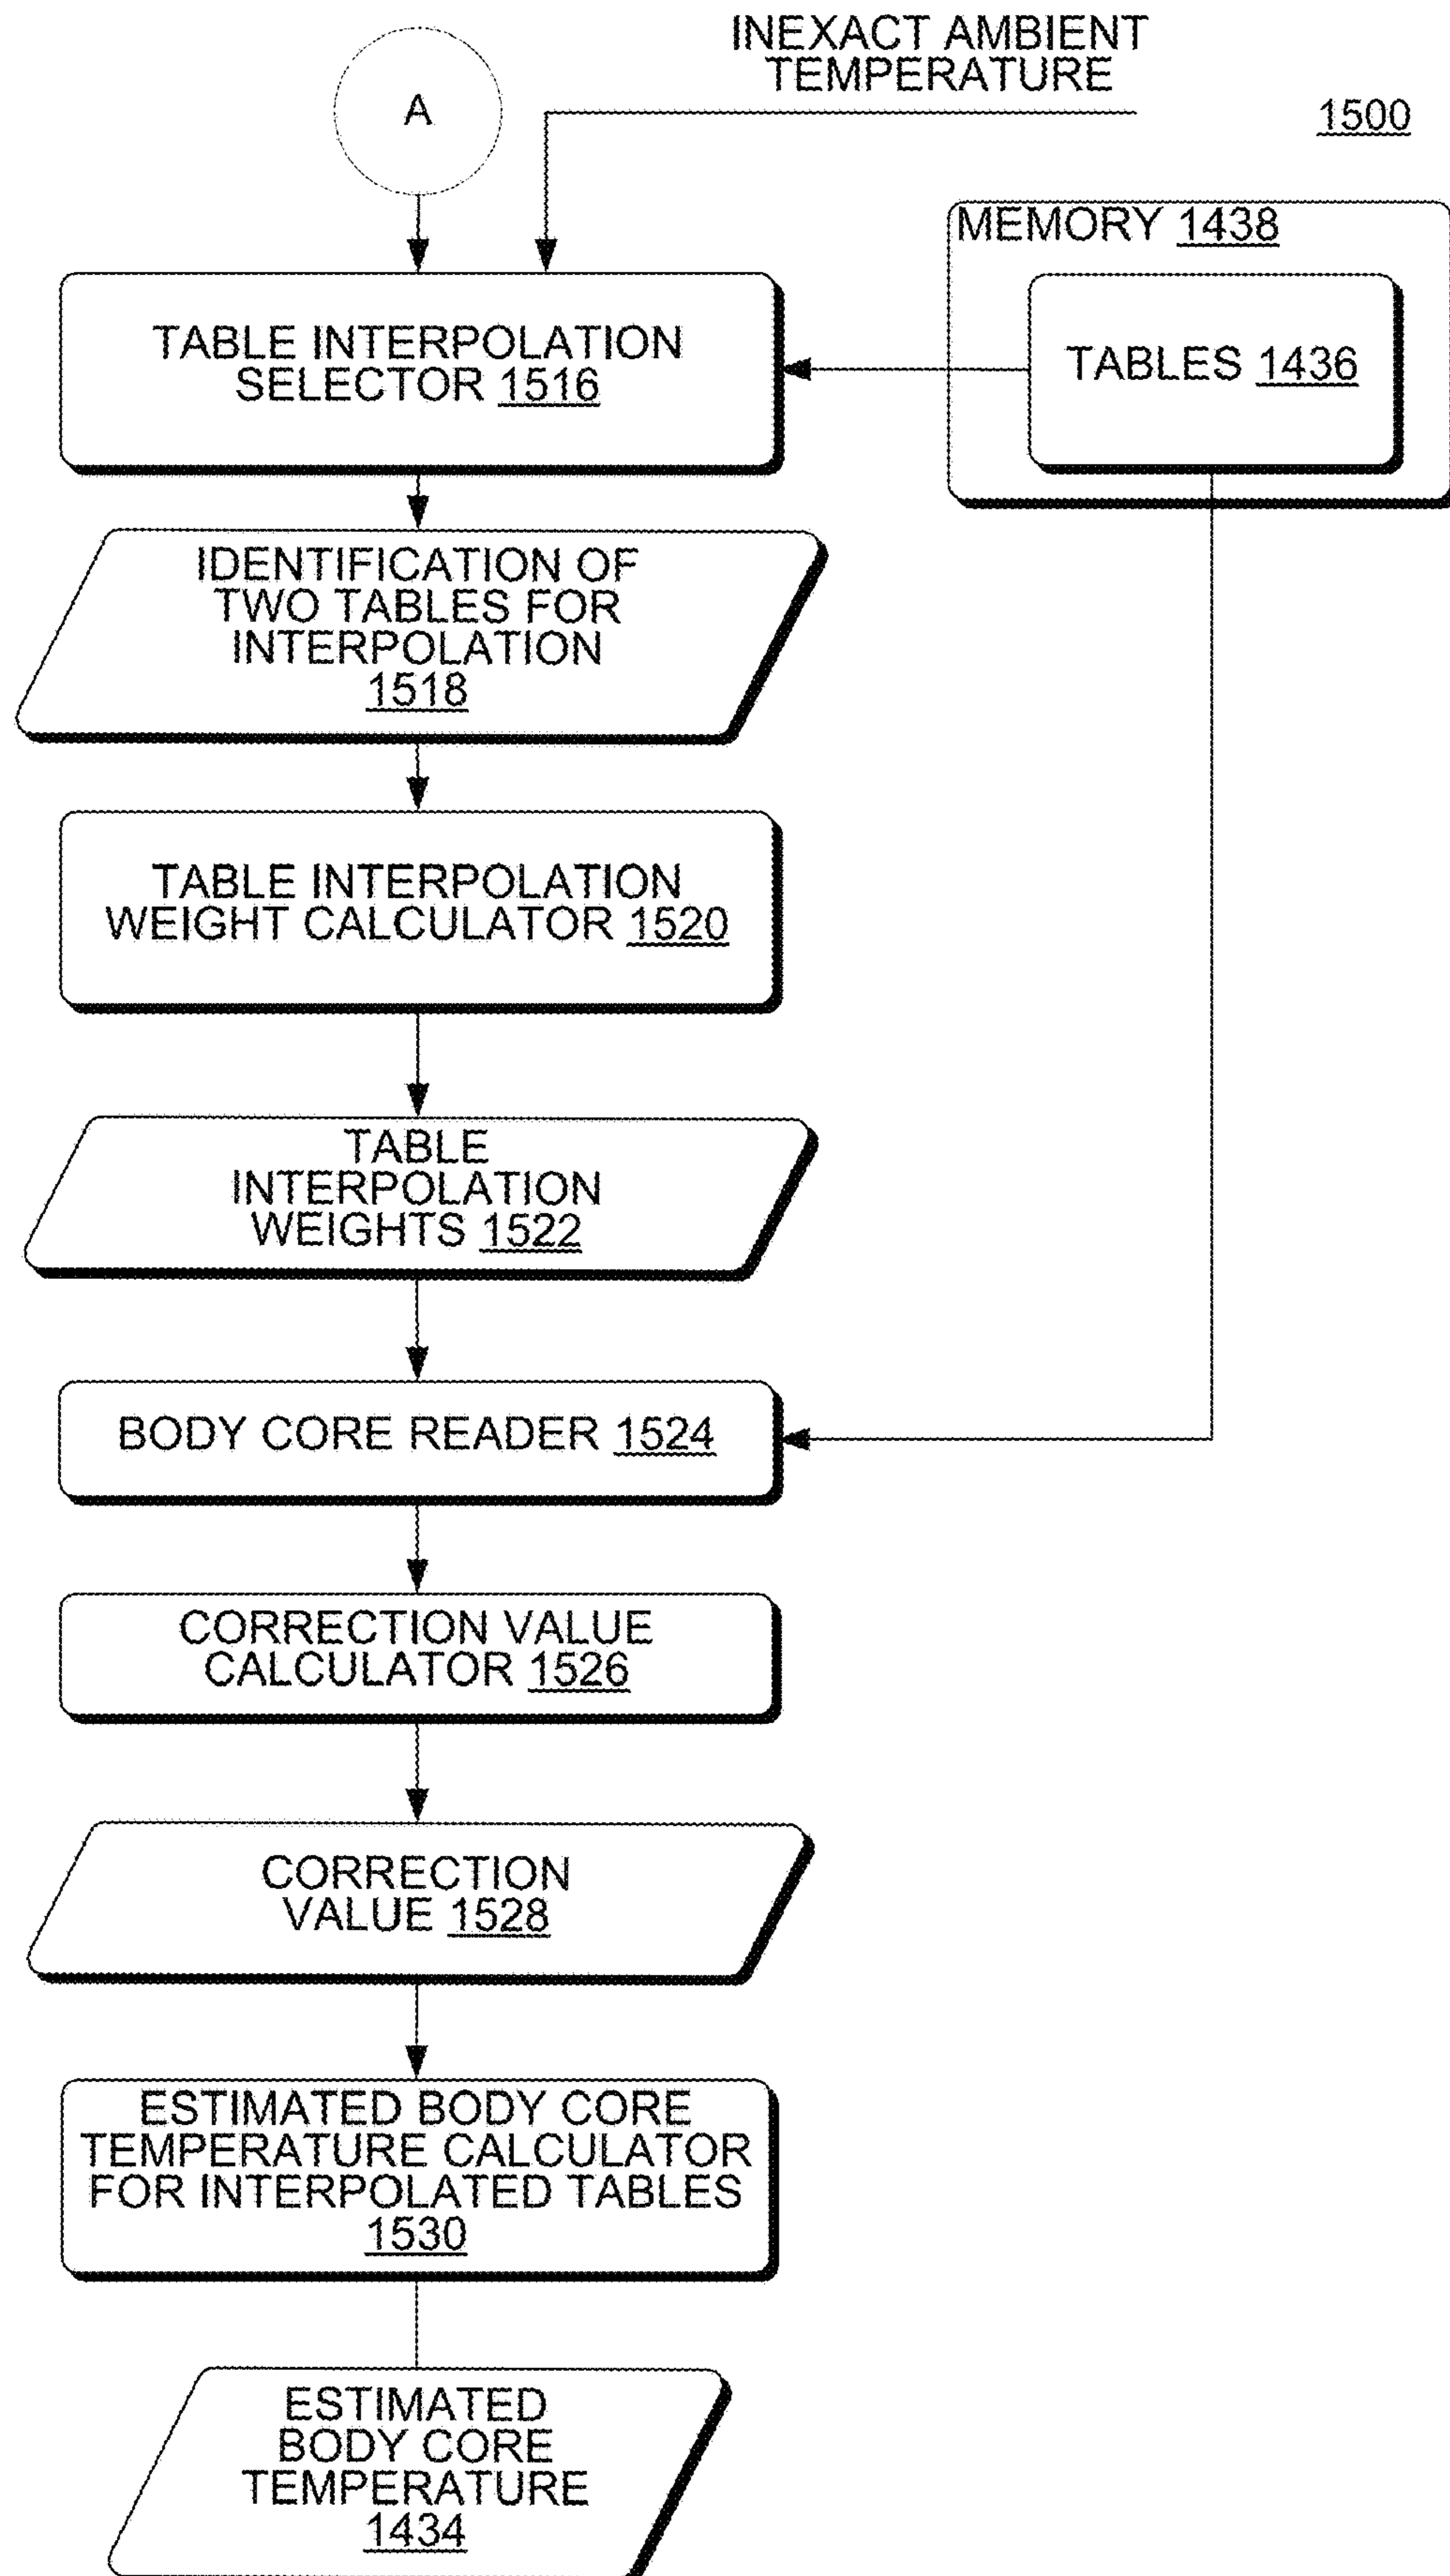 INEXACT AMBIENT
TEMPERATURE
A
1500
MEMORY 1438
TABLE INTERPOLATION
SELECTOR 1516
TABLES 1436
IDENTIFICATION OF
TWO TABLES FOR
INTERPOLATION
1518
TABLE INTERPOLATION
WEIGHT CALCULATOR 1520
TABLE
INTERPOLATION
WEIGHTS 1522
BODY CORE READER 1524
CORRECTION VALUE
CALCULATOR 1526
CORRECTION
VALUE 1528
ESTIMATED BODY CORE
TEMPERATURE CALCULATOR
FOR INTERPOLATED TABLES
1530
ESTIMATED
BODY CORE
TEMPERATURE
1434